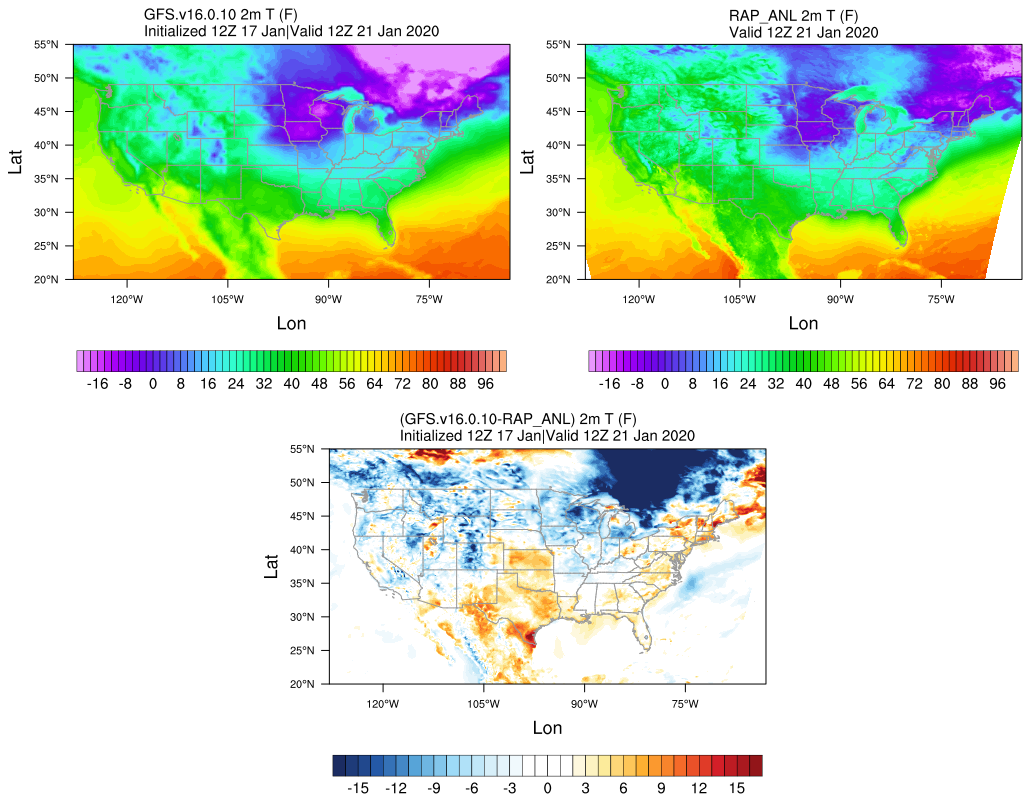 GFS.v16.0.10 2m T (F)
Initialized 12Z 17 Jan|Valid 12Z 21 Jan 2020
55°N
50°N
45°N
40°N
35°N
30°N
25°N
20°N
Lat
120°W 105°W 90°W 75°W
Lon
-16 -8 0 8 16 24 32 40 48 56 64 72 80 88 96
RAP_ANL 2m T (F)
Valid 12Z 21 Jan 2020
55°N
50°N
45°N
40°N
35°N
30°N
25°N
20°N
Lat
120°W 105°W 90°W 75°W
Lon
-16 -8 0 8 16 24 32 40 48 56 64 72 80 88 96
(GFS.v16.0.10-RAP_ANL) 2m T (F)
Initialized 12Z 17 Jan|Valid 12Z 21 Jan 2020
55°N
50°N
45°N
40°N
35°N
30°N
25°N
20°N
Lat
120°W 105°W 90°W 75°W
Lon
-15 -12 -9 -6 -3 0 3 6 9 12 15